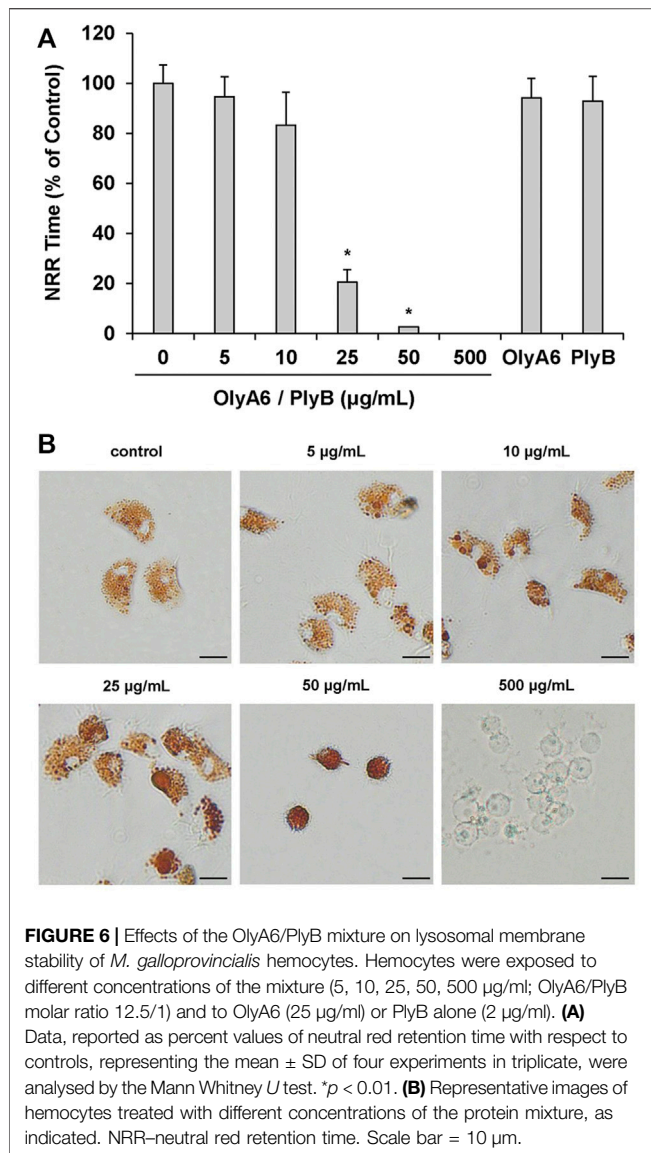 A
NRR Time (% of Control)
120
100
80
60
40
20
0
*
*
0 5 10 25 50 500 OlyA6 PlyB
OlyA6 / PlyB (µg/mL)
B
control 5 µg/mL 10 µg/mL
25 µg/mL 50 µg/mL 500 µg/mL
FIGURE 6 | Effects of the OlyA6/PlyB mixture on lysosomal membrane
stability of M. galloprovincialis hemocytes. Hemocytes were exposed to
different concentrations of the mixture (5, 10, 25, 50, 500 µg/ml; OlyA6/PlyB
molar ratio 12.5/1) and to OlyA6 (25 µg/ml) or PlyB alone (2 µg/ml). (A)
Data, reported as percent values of neutral red retention time with respect to
controls, representing the mean ± SD of four experiments in triplicate, were
analysed by the Mann Whitney U test. *p < 0.01. (B) Representative images of
hemocytes treated with different concentrations of the protein mixture, as
indicated. NRR–neutral red retention time. Scale bar = 10 µm.